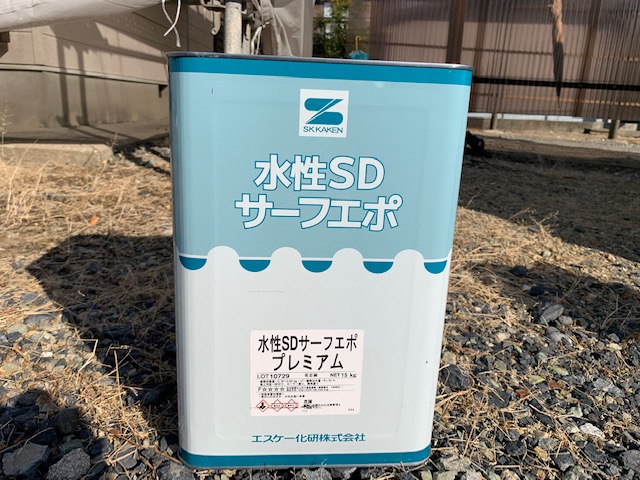 SK KAKEN
水性SD
サーフエポ
水性SDサーフエポ
プレミアム
LOT10729 NET 15 kg
F☆☆☆☆
エスケー化研株式会社